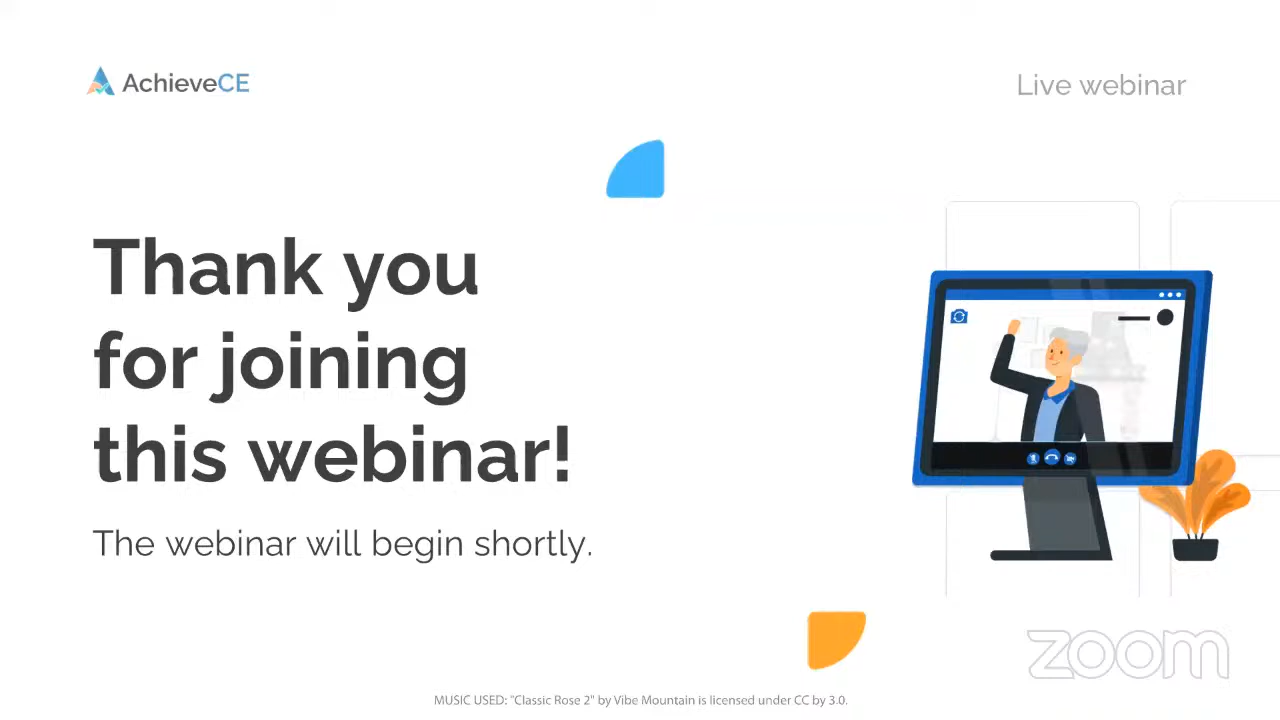 AchieveCE
Live webinar
Thank you
for joining
this webinar!
The webinar will begin shortly.
zoom
MUSIC USED: "Classic Rose 2" by Vibe Mountain is licensed under CC by 3.0.